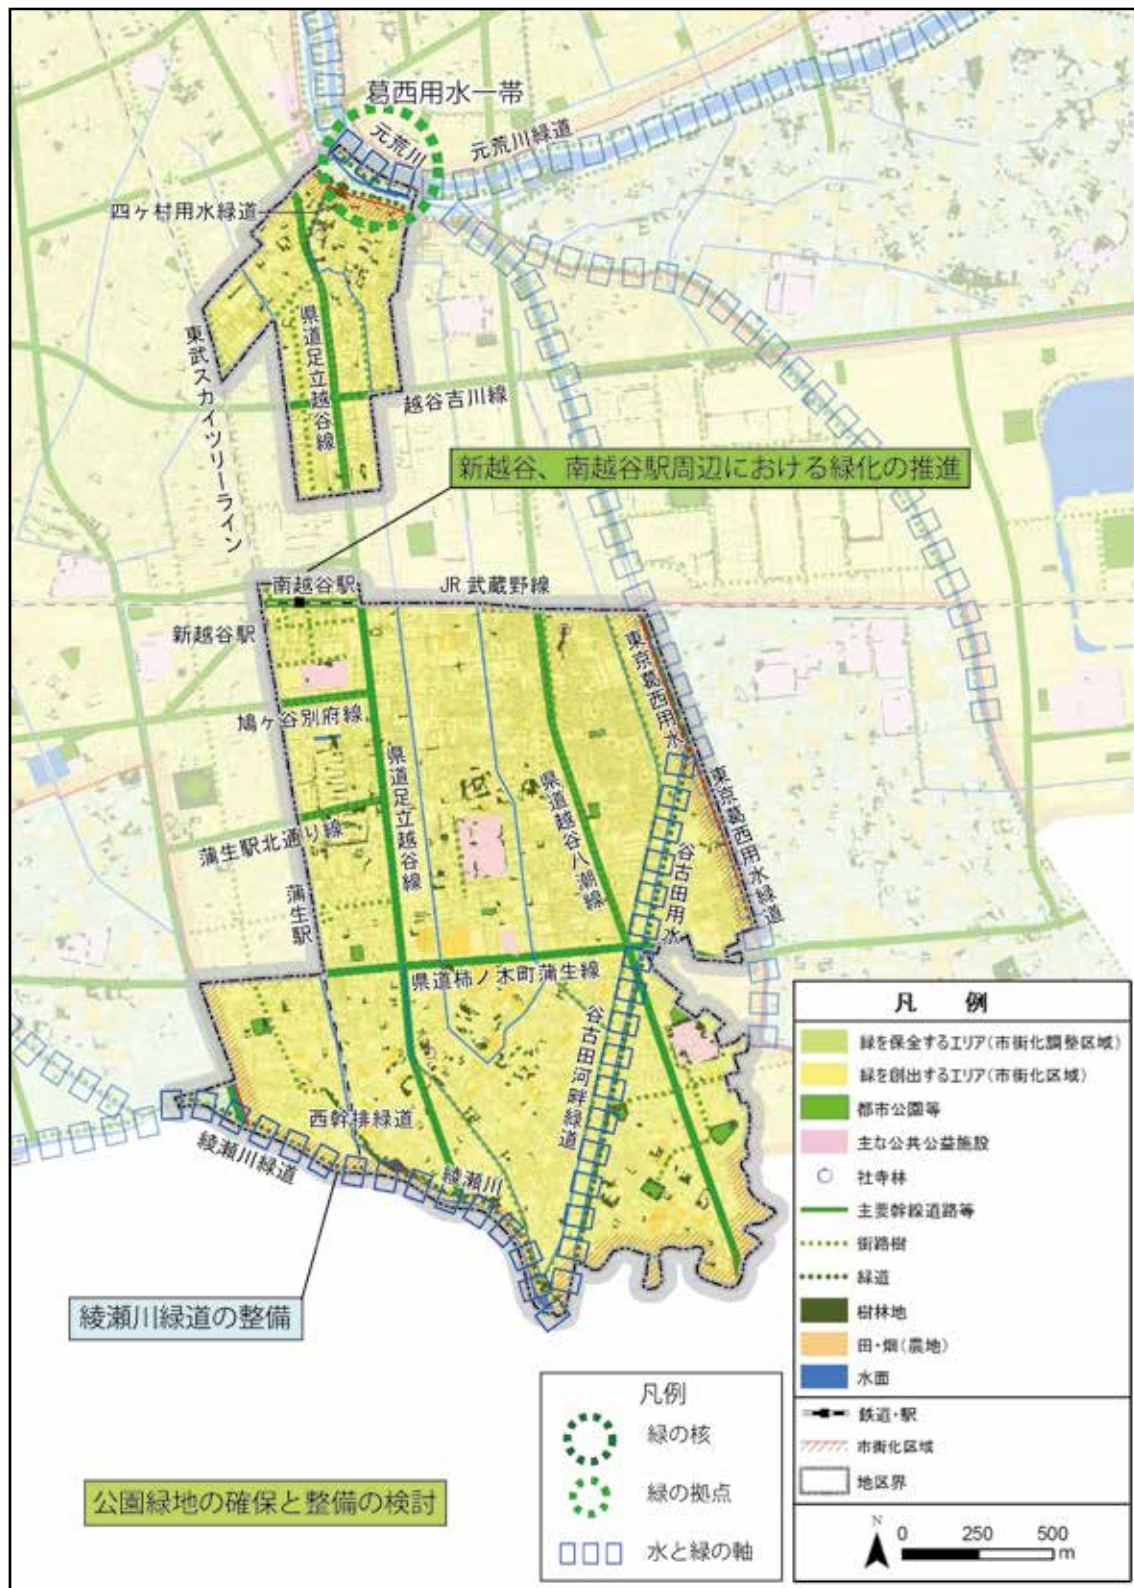 葛西用水一帯
元荒川
元荒川緑道
四ヶ村用水緑道
県道足立越谷線
東武スカイツリーライン
越谷吉川線
新越谷、南越谷駅周辺における緑化の推進
南越谷駅
JR武蔵野線
新越谷駅
東京葛西用水
鳩ヶ谷別府線
県道足立越谷線
県道越谷八潮線
東京葛西用水緑道
蒲生駅北通り線
谷古田用水
蒲生駅
県道柿ノ木町蒲生線
谷古田河畔緑道
西幹排緑道
綾瀬川緑道
綾瀬川
綾瀬川緑道の整備
公園緑地の確保と整備の検討
凡例
緑の核
緑の拠点
水と緑の軸
凡 例
緑を保全するエリア(市街化調整区域)
緑を創出するエリア(市街化区域)
都市公園等
主な公共公益施設
社寺林
主要幹線道路等
街路樹
緑道
樹林地
田・畑(農地)
水面
鉄道・駅
市街化区域
地区界
N
0 250 500
m